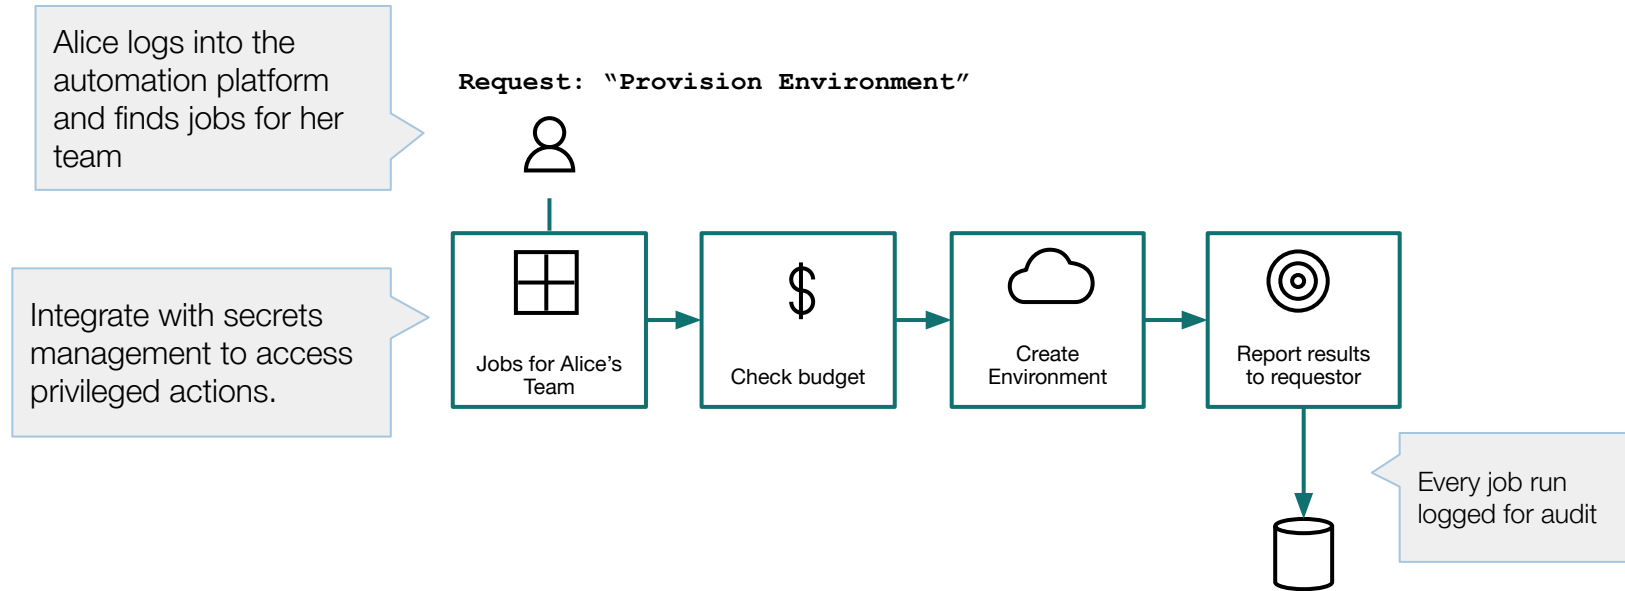 Alice logs into the
automation platform
and finds jobs for her
team
Request: “Provision Environment”
Integrate with secrets
management to access
privileged actions.
Jobs for Alice’s
Team
$
Check budget
Create
Environment
Report results
to requestor
Every job run
logged for audit